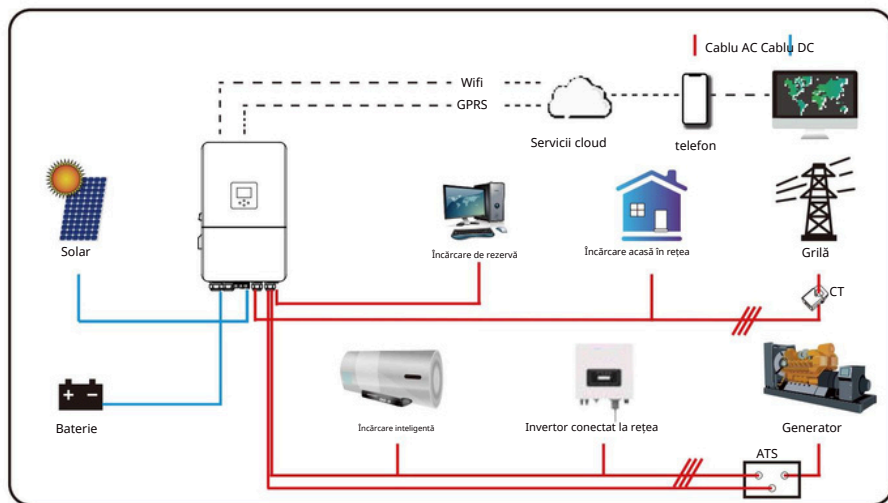 Cablu AC Cablu DC
Wifi
GPRS
Servicii cloud
telefon
Solar
Încărcare de rezervă
Încărcare acasă în rețea
Grilă
CT
Baterie
Încărcare inteligentă
Invertor conectat la rețea
Generator
ATS